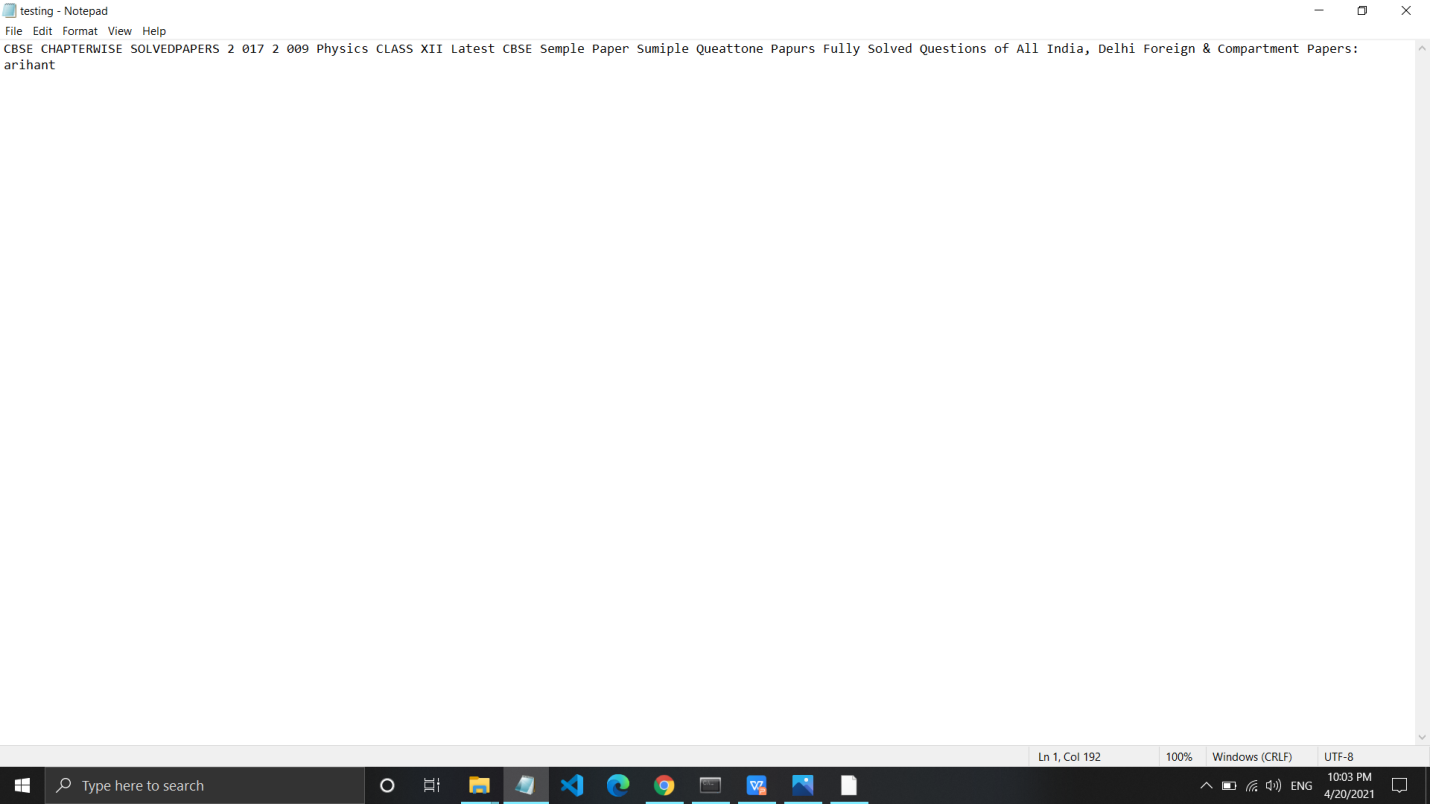 testing - Notepad
File Edit Format View Help
CBSE CHAPTERWISE SOLVEDPAPERS 2 017 2 009 Physics CLASS XII Latest CBSE Semple Paper Sumiple Queattone Papurs Fully Solved Questions of All India, Delhi Foreign & Compartment Papers:
arihant
Ln 1, Col 192 100% Windows (CRLF) UTF-8
Type here to search
ENG
10:03 PM
4/20/2021